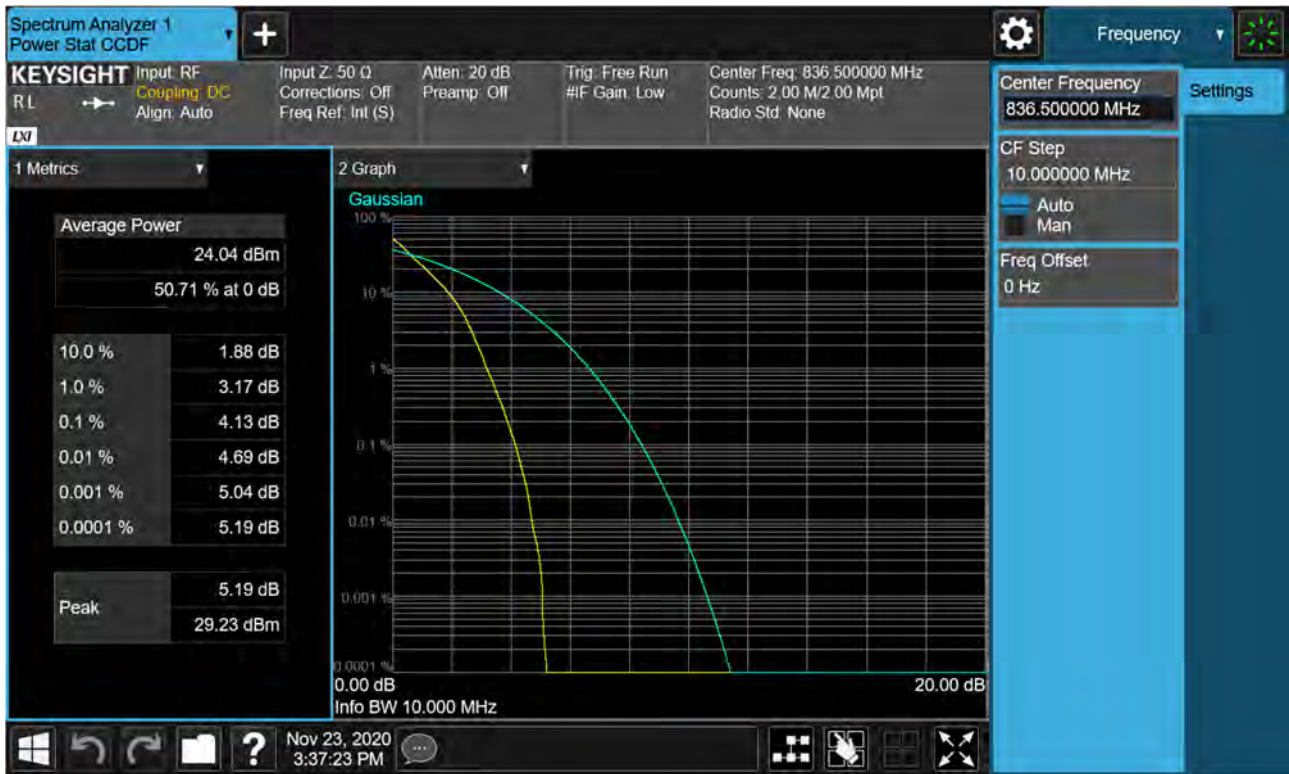 Spectrum Analyzer 1
Power Stat CCDF
Frequency
KEYSIGHT
RL
LXI
Input: RF
Coupling: DC
Align: Auto
Input Z: 50 Ω
Corrections: Off
Freq Ref: Int (S)
Atten: 20 dB
Preamp: Off
Trig: Free Run
#IF Gain: Low
Center Freq: 836.500000 MHz
Counts: 2.00 M/2.00 Mpt
Radio Std: None
Center Frequency
836.500000 MHz
Settings
CF Step
10.000000 MHz
Auto
Man
Freq Offset
0 Hz
1 Metrics
Average Power
24.04 dBm
50.71 % at 0 dB
10.0 % 1.88 dB
1.0 % 3.17 dB
0.1 % 4.13 dB
0.01 % 4.69 dB
0.001 % 5.04 dB
0.0001 % 5.19 dB
Peak
5.19 dB
29.23 dBm
2 Graph
Gaussian
100 %
10 %
1 %
0.1 %
0.01 %
0.001 %
0.0001 %
0.00 dB 20.00 dB
Info BW 10.000 MHz
?
Nov 23, 2020
3:37:23 PM